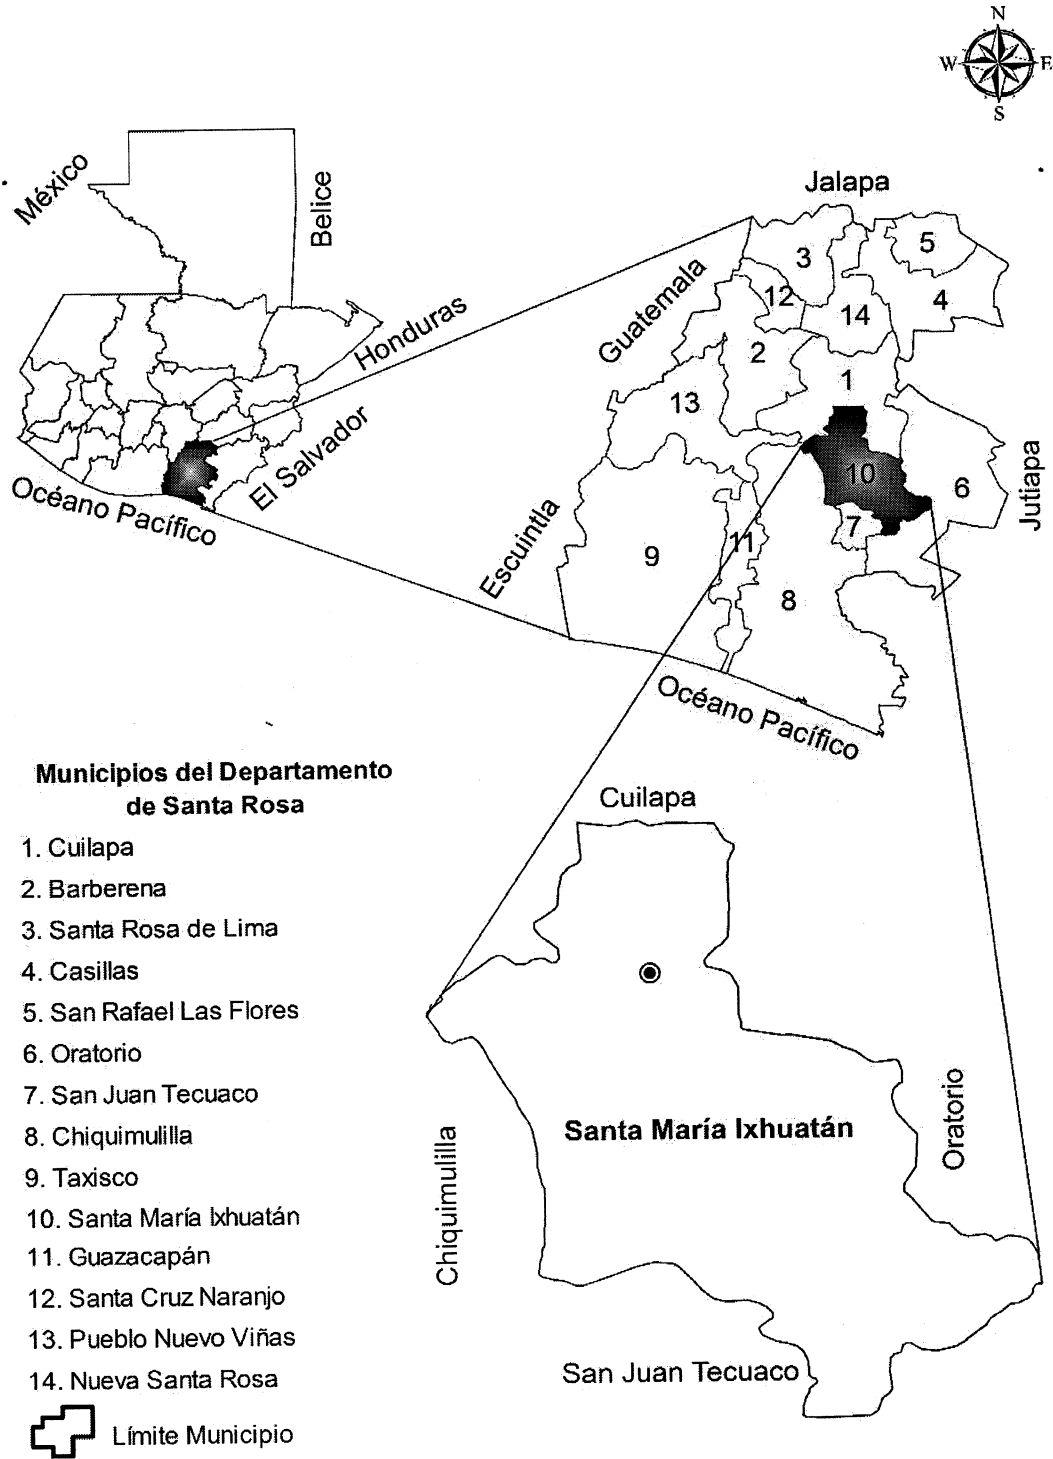 N
W
E
S
México
Belice
Honduras
El Salvador
Océano Pacífico
Jalapa
Guatemala
Escuintla
Jutiapa
Océano Pacífico
5
3
12
4
14
2
1
13
10
6
7
11
9
8
Municipios del Departamento
de Santa Rosa
1. Cuilapa
2. Barberena
3. Santa Rosa de Lima
4. Casillas
5. San Rafael Las Flores
6. Oratorio
7. San Juan Tecuaco
8. Chiquimulilla
9. Taxisco
10. Santa María Ixhuatán
11. Guazacapán
12. Santa Cruz Naranjo
13. Pueblo Nuevo Viñas
14. Nueva Santa Rosa
Límite Municipio
Cuilapa
Santa María Ixhuatán
Oratorio
Chiquimulilla
San Juan Tecuaco